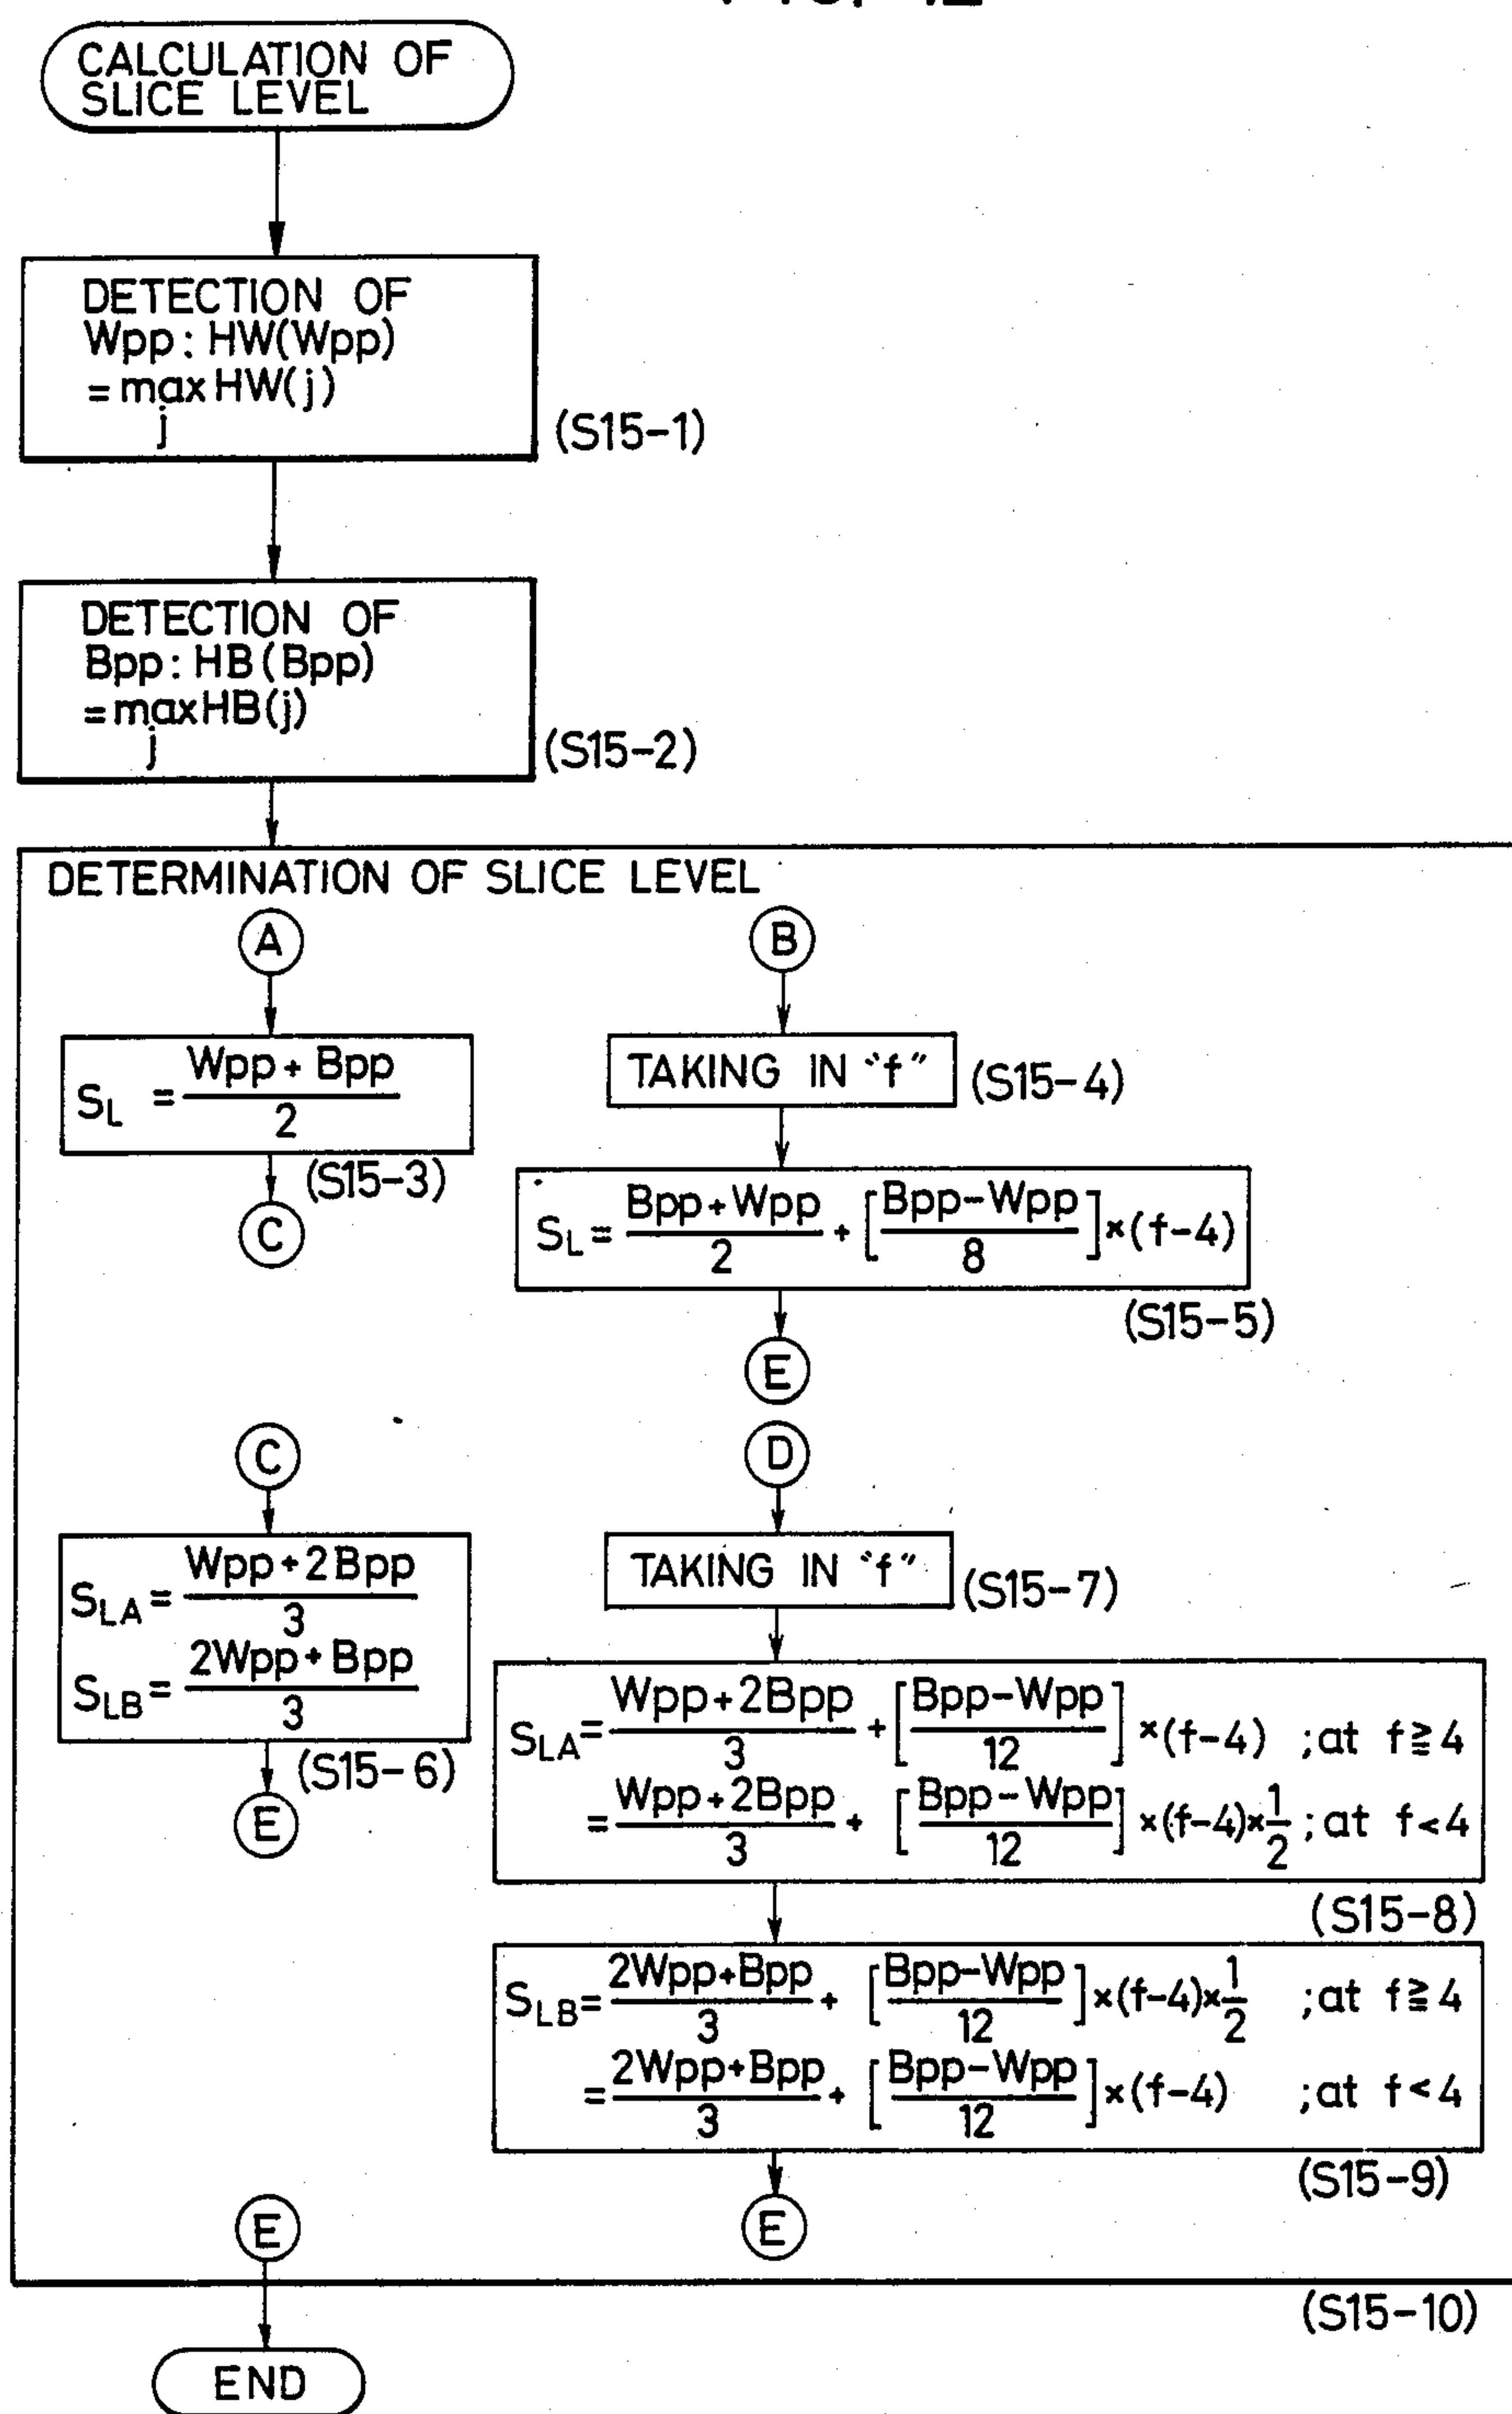 CALCULATION OF
SLICE LEVEL
DETECTION OF
Wpp : HW(Wpp)
= max HW(j)
j
(S15-1)
DETECTION OF
Bpp : HB(Bpp)
= max HB(j)
j
(S15-2)
DETERMINATION OF SLICE LEVEL
A
SL = (Wpp + Bpp)/2
(S15-3)
C
B
TAKING IN "f"
(S15-4)
SL = (Bpp + Wpp)/2 + [(Bpp-Wpp)/8] × (f-4)
(S15-5)
E
C
SLA = (Wpp + 2Bpp)/3
SLB = (2Wpp + Bpp)/3
(S15-6)
E
D
TAKING IN "f"
(S15-7)
SLA = (Wpp + 2Bpp)/3 + [(Bpp-Wpp)/12] × (f-4) ; at f ≧ 4
= (Wpp + 2Bpp)/3 + [(Bpp-Wpp)/12] × (f-4) × 1/2 ; at f < 4
(S15-8)
SLB = (2Wpp + Bpp)/3 + [(Bpp-Wpp)/12] × (f-4) × 1/2 ; at f ≧ 4
= (2Wpp + Bpp)/3 + [(Bpp-Wpp)/12] × (f-4) ; at f < 4
(S15-9)
E
E
(S15-10)
END